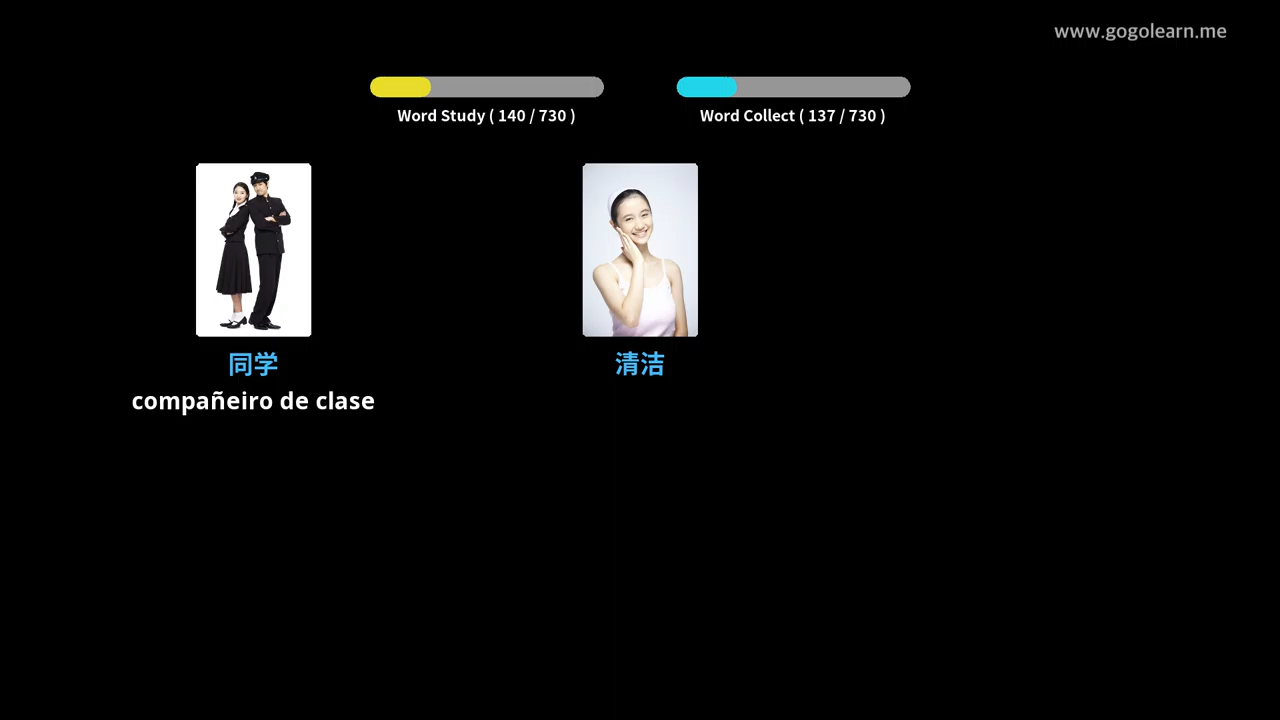 www.gogolearn.me
Word Study ( 140 / 730 )
Word Collect ( 137 / 730 )
同学
清洁
compañeiro de clase